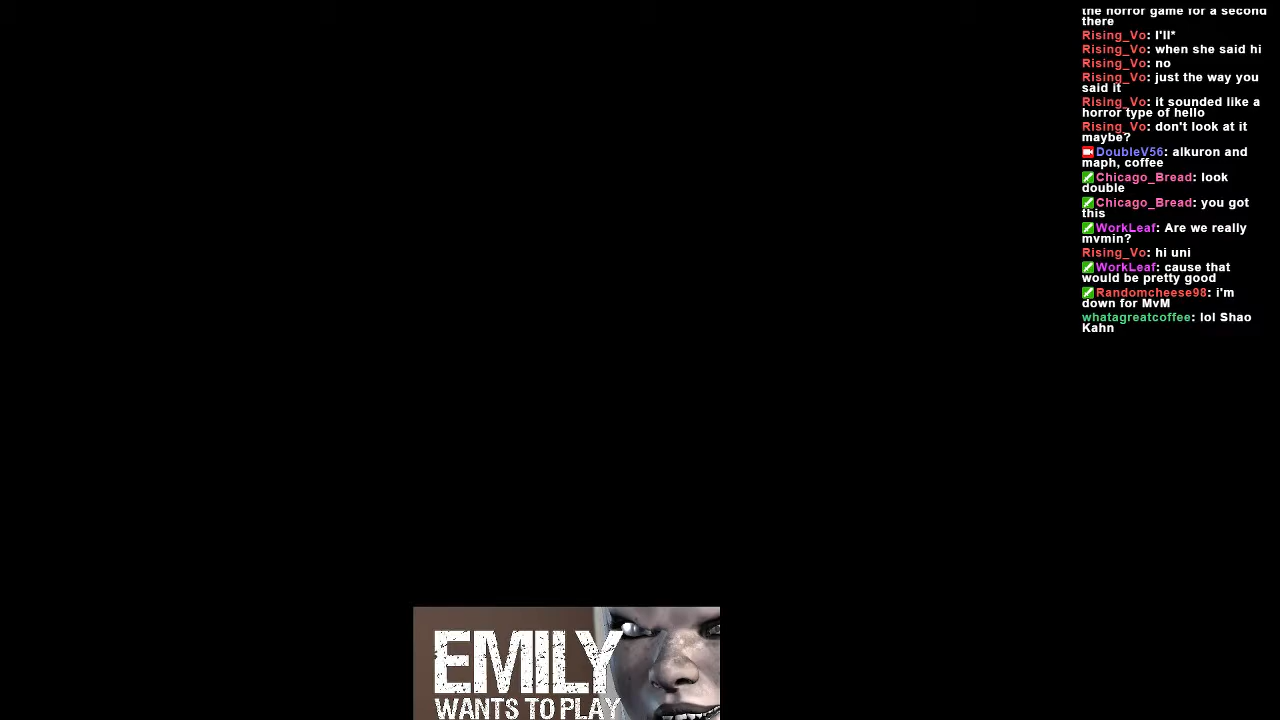 the horror game for a second
there
Rising_Vo: I'll*
Rising_Vo: when she said hi
Rising_Vo: no
Rising_Vo: just the way you
said it
Rising_Vo: it sounded like a
horror type of hello
Rising_Vo: don't look at it
maybe?
DoubleV56: alkuron and
maph, coffee
Chicago_Bread: look
double
Chicago_Bread: you got
this
WorkLeaf: Are we really
mvmin?
Rising_Vo: hi uni
WorkLeaf: cause that
would be pretty good
Randomcheese98: i'm
down for MvM
whatagreatcoffee: lol Shao
Kahn
EMILY
WANTS TO PLAY